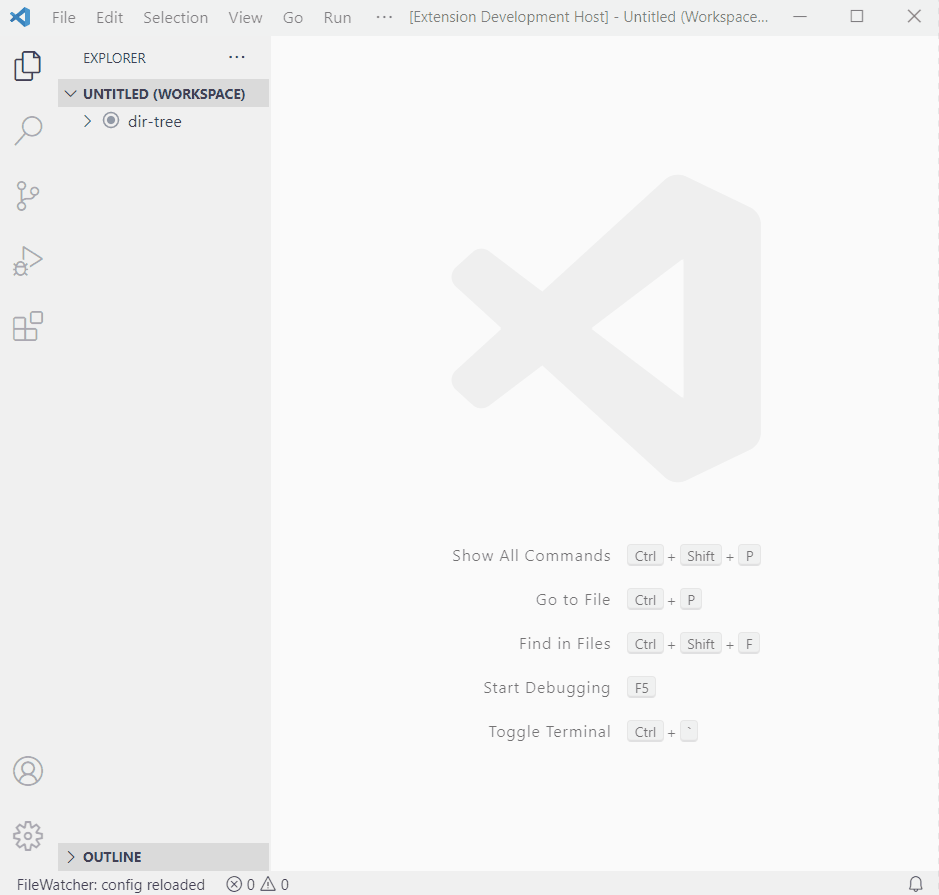 File Edit Selection View Go Run ··· [Extension Development Host] - Untitled (Workspace...
EXPLORER ···
UNTITLED (WORKSPACE)
dir-tree
Show All Commands Ctrl + Shift + P
Go to File Ctrl + P
Find in Files Ctrl + Shift + F
Start Debugging F5
Toggle Terminal Ctrl + `
OUTLINE
FileWatcher: config reloaded 0 0